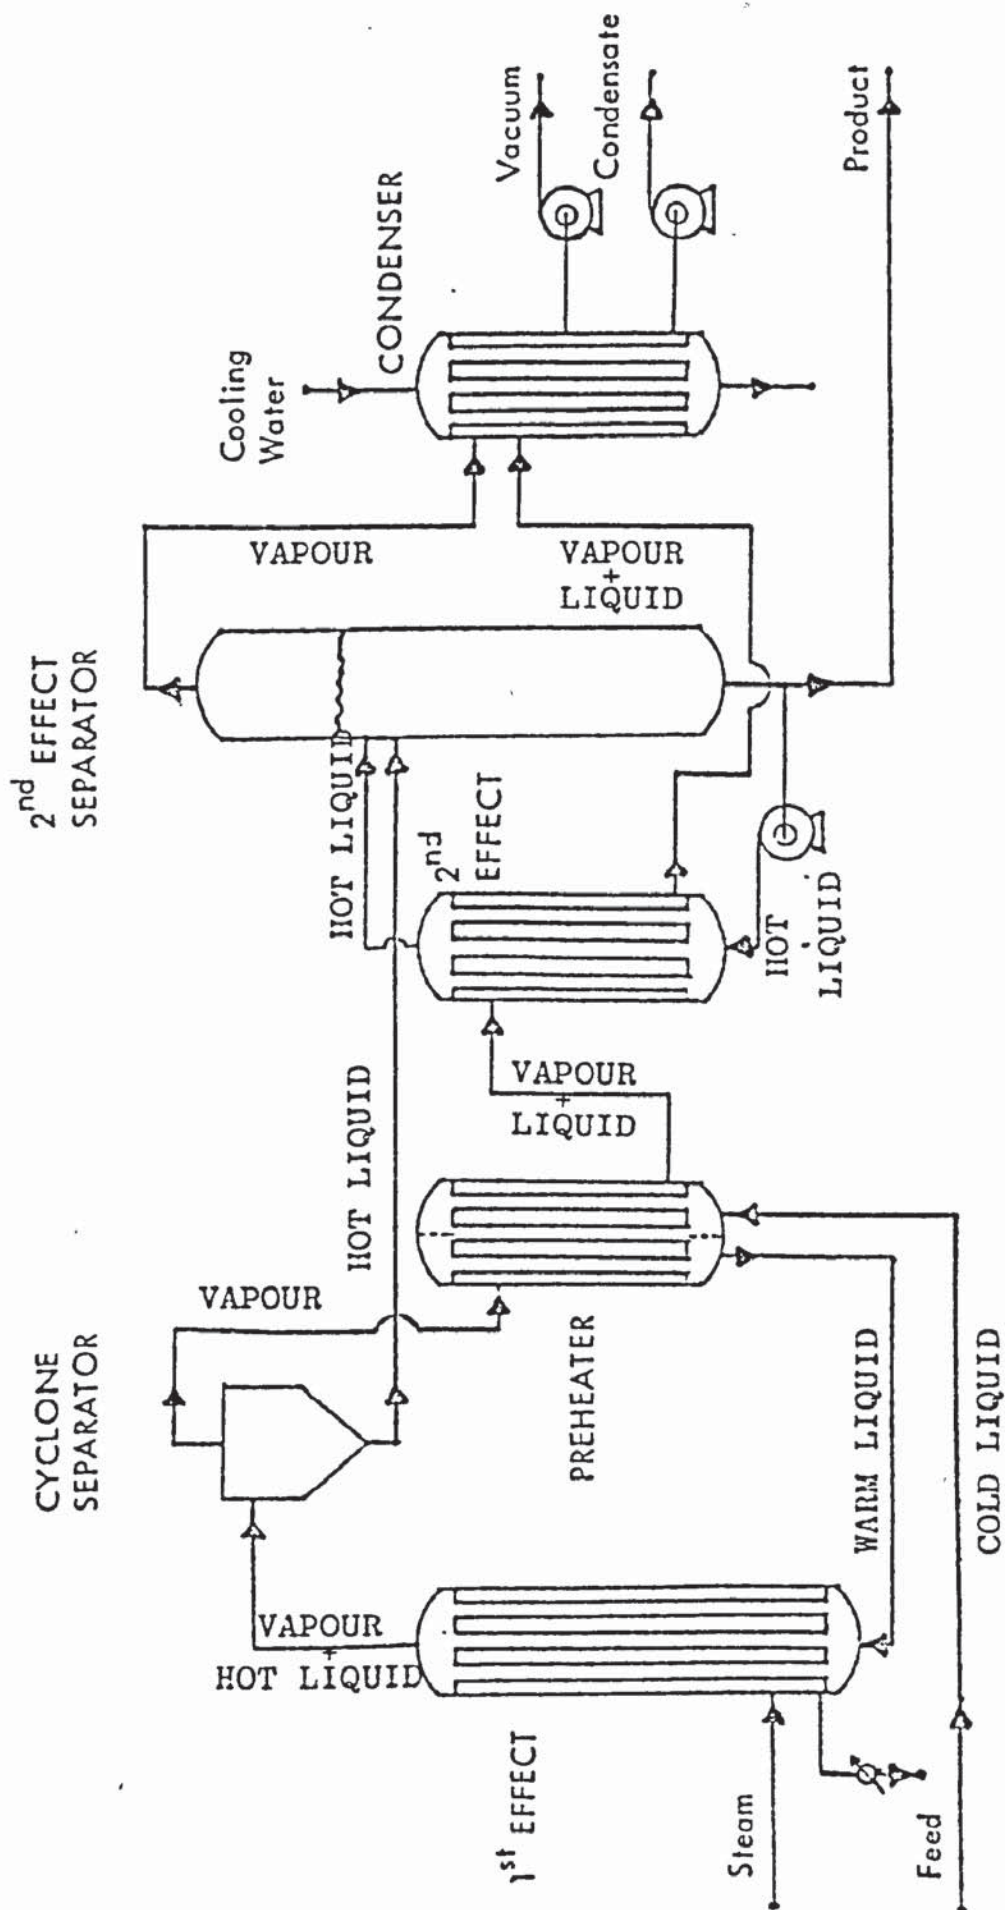 Vacuum
Condensate
Product
CONDENSER
Cooling
Water
VAPOUR
VAPOUR
+
LIQUID
2nd EFFECT
SEPARATOR
HOT LIQUID
2nd
EFFECT
HOT
LIQUID
HOT LIQUID
VAPOUR
+
LIQUID
VAPOUR
CYCLONE
SEPARATOR
PREHEATER
WARM LIQUID
COLD LIQUID
VAPOUR
+
HOT LIQUID
1st EFFECT
Steam
Feed